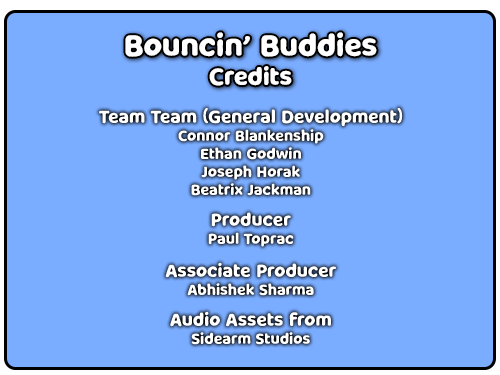 Bouncin’ Buddies
Credits
Team Team (General Development)
Connor Blankenship
Ethan Godwin
Joseph Horak
Beatrix Jackman
Producer
Paul Toprac
Associate Producer
Abhishek Sharma
Audio Assets from
Sidearm Studios